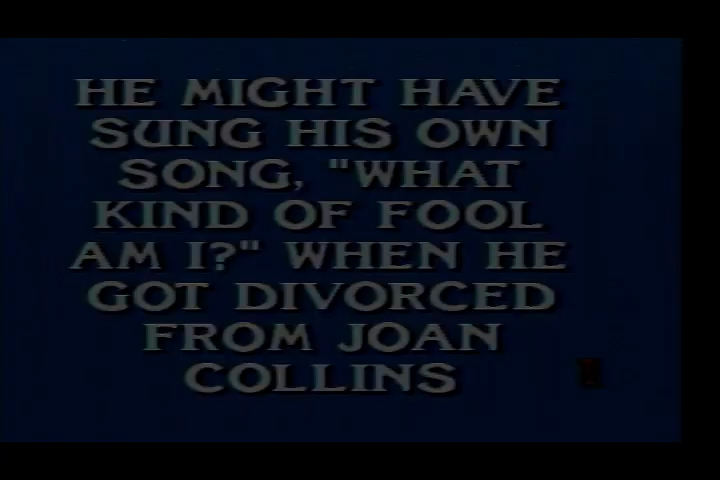 HE MIGHT HAVE
SUNG HIS OWN
SONG, "WHAT
KIND OF FOOL
AM I?" WHEN HE
GOT DIVORCED
FROM JOAN
COLLINS